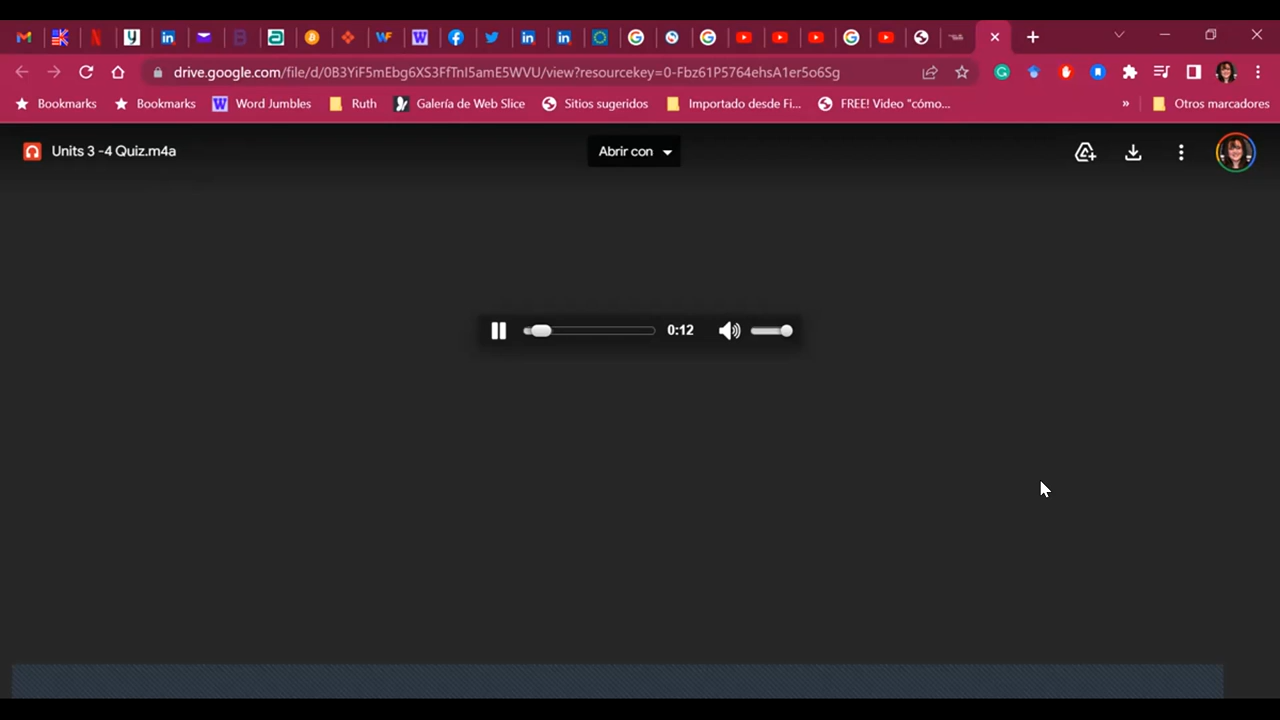 drive.google.com/file/d/0B3YiF5mEbg6XS3FfTnI5amE5WVU/view?resourcekey=0-Fbz61P5764ehsA1er5o6Sg
Bookmarks Bookmarks Word Jumbles Ruth Galería de Web Slice Sitios sugeridos Importado desde Fi... FREE! Video "cómo... » Otros marcadores
Units 3 -4 Quiz.m4a Abrir con
0:12